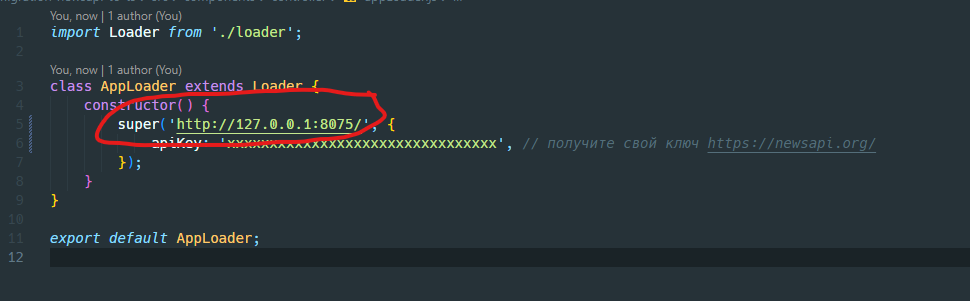 You, now | 1 author (You)
1 import Loader from './loader';
2
You, now | 1 author (You)
3 class AppLoader extends Loader {
4 constructor() {
5 super('http://127.0.0.1:8075/', {
6 apiKey: 'xxxxxxxxxxxxxxxxxxxxxxxxxxxxxxxx', // получите свой ключ https://newsapi.org/
7 });
8 }
9 }
10
11 export default AppLoader;
12